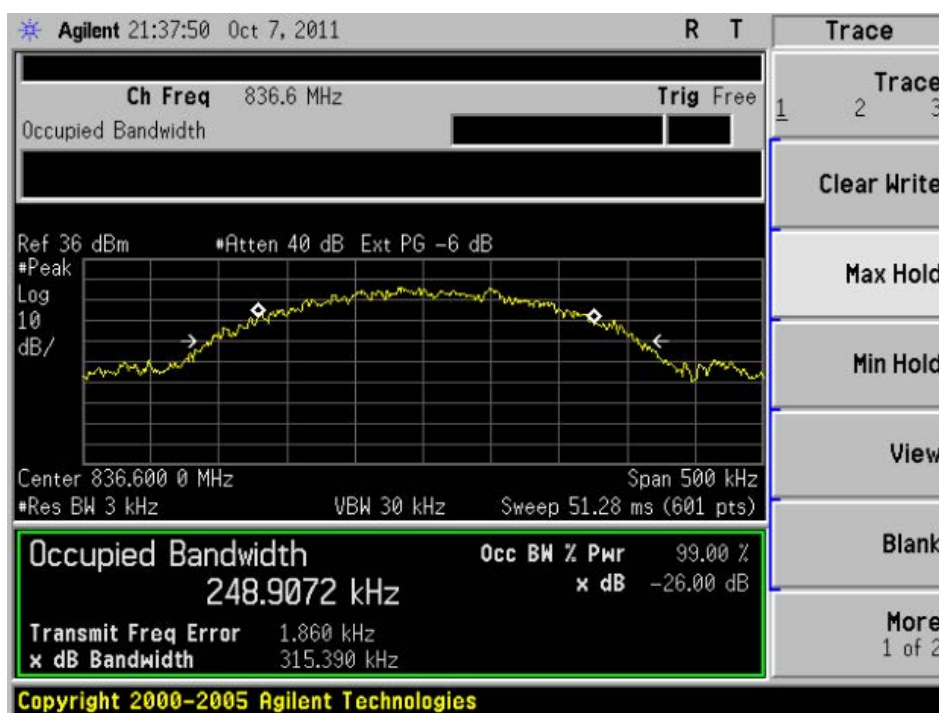 Agilent 21:37:50 Oct 7, 2011 R T Trace
Ch Freq 836.6 MHz Trig Free
Occupied Bandwidth
Trace
1 2 3
Clear Write
Max Hold
Min Hold
View
Blank
More
1 of 2
Ref 36 dBm #Atten 40 dB Ext PG -6 dB
#Peak
Log
10
dB/
Center 836.600 0 MHz Span 500 kHz
#Res BW 3 kHz VBW 30 kHz Sweep 51.28 ms (601 pts)
Occupied Bandwidth Occ BW % Pwr 99.00 %
248.9072 kHz x dB -26.00 dB
Transmit Freq Error 1.860 kHz
x dB Bandwidth 315.390 kHz
Copyright 2000-2005 Agilent Technologies